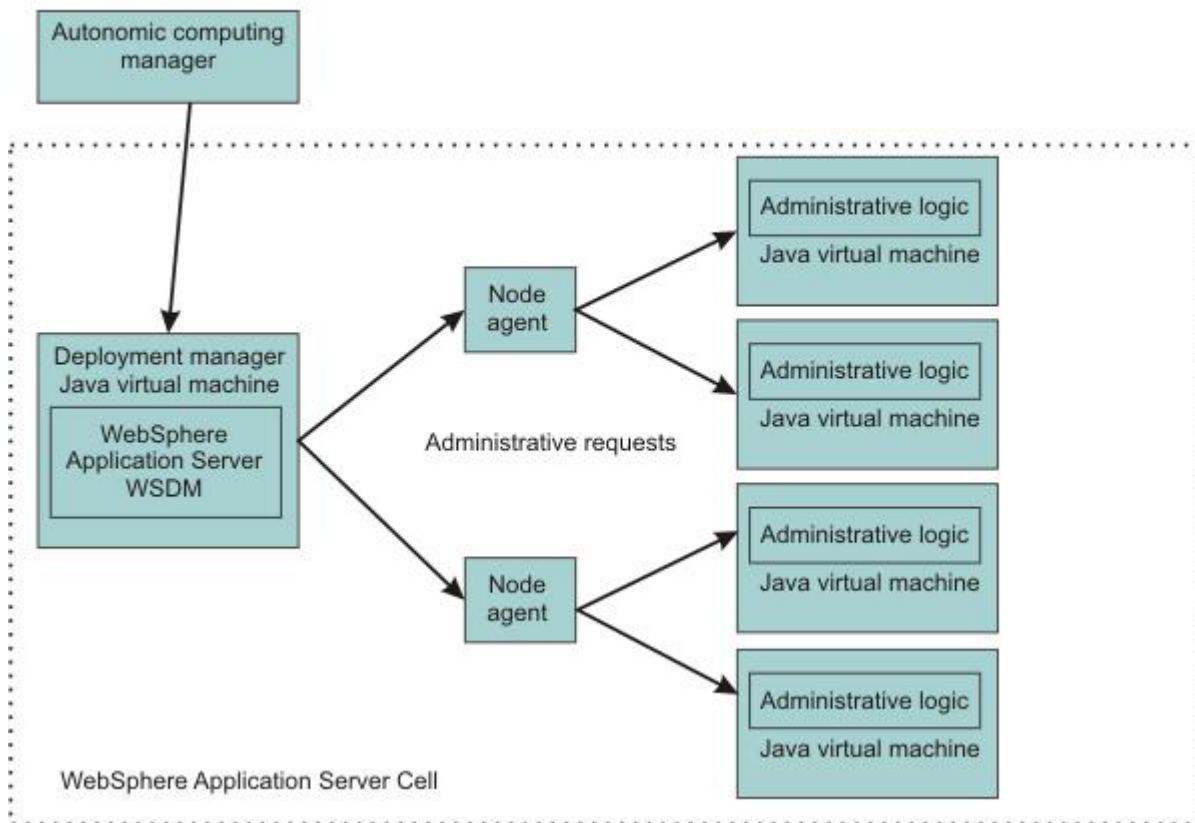 Autonomic computing
manager
Deployment manager
Java virtual machine
WebSphere
Application Server
WSDM
Node
agent
Administrative requests
Node
agent
Administrative logic
Java virtual machine
Administrative logic
Java virtual machine
Administrative logic
Java virtual machine
Administrative logic
Java virtual machine
WebSphere Application Server Cell